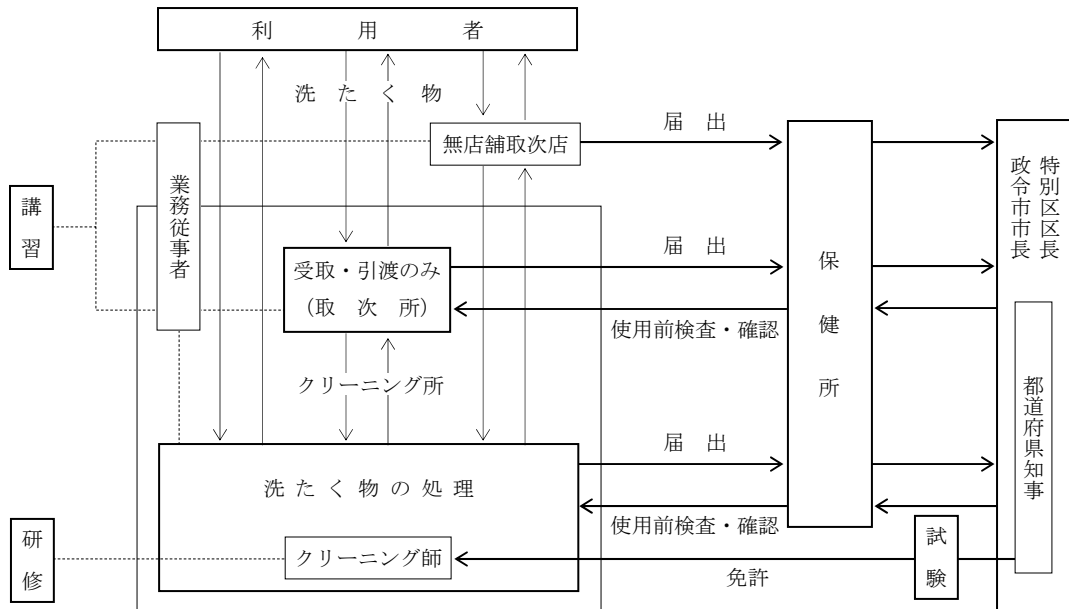 利用者
洗たく物
届出
無店舗取次店
業務従事者
講習
特別区区長
政令市市長
保健所
届出
受取・引渡のみ
(取次所)
使用前検査・確認
クリーニング所
都道府県知事
届出
洗たく物の処理
使用前検査・確認
研修
クリーニング師
試験
免許